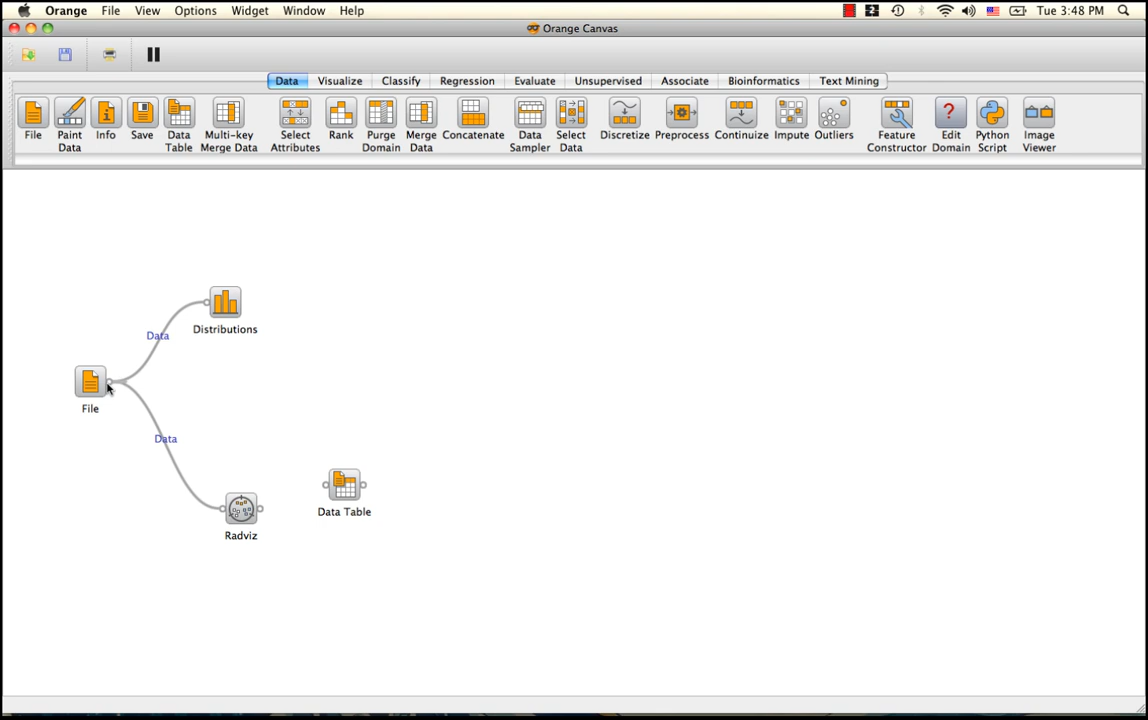 Orange File View Options Widget Window Help 2 Tue 3:48 PM
Orange Canvas
Data Visualize Classify Regression Evaluate Unsupervised Associate Bioinformatics Text Mining
File Paint Data Info Save Data Table Multi-key Merge Data Select Attributes Rank Purge Domain Merge Data Concatenate Data Sampler Select Data Discretize Preprocess Continuize Impute Outliers Feature Constructor Edit Domain Python Script Image Viewer
Distributions
Data
File
Data
Data Table
Radviz